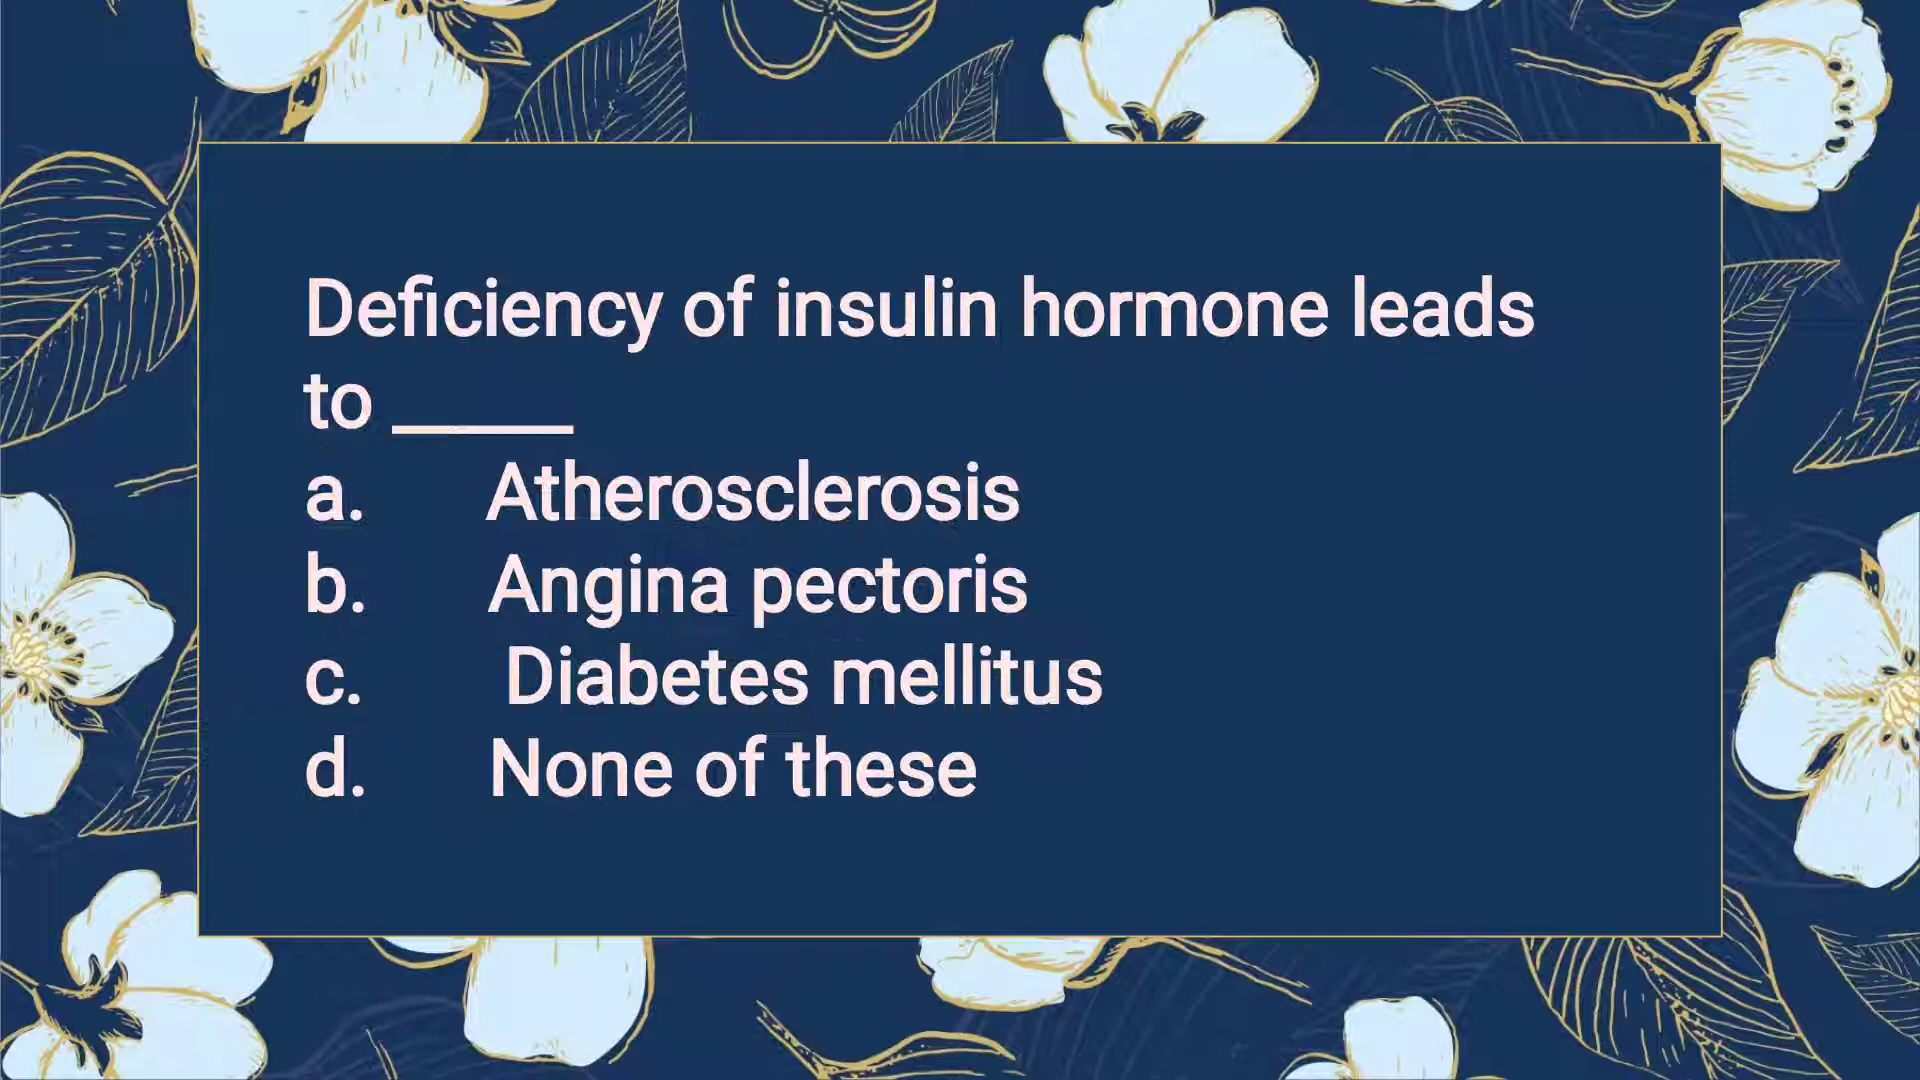 Deficiency of insulin hormone leads
to _____
a. Atherosclerosis
b. Angina pectoris
c. Diabetes mellitus
d. None of these